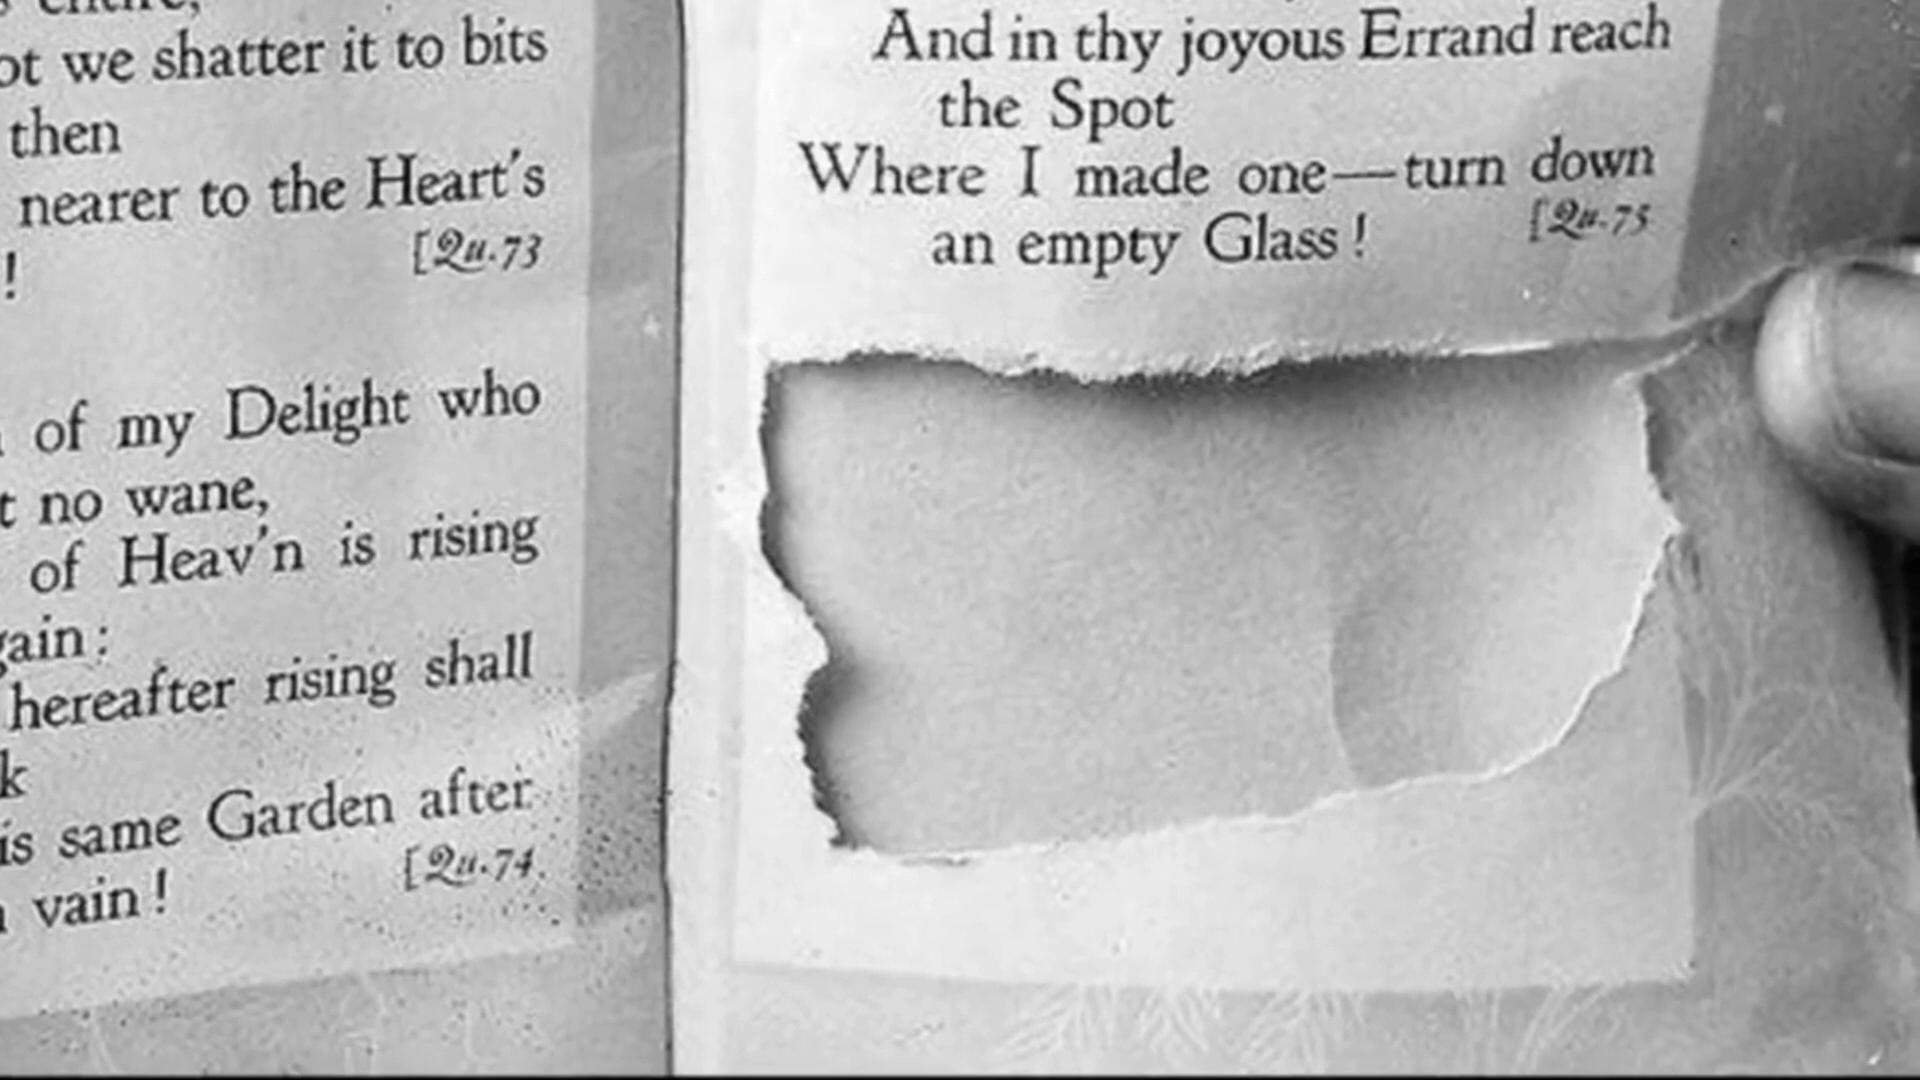 ot we shatter it to bits
then
nearer to the Heart's
! [Qu. 73
of my Delight who
t no wane,
of Heav'n is rising
gain:
hereafter rising shall
k
is same Garden after
vain! [Qu. 74
And in thy joyous Errand reach
the Spot
Where I made one—turn down
an empty Glass! [Qu. 75